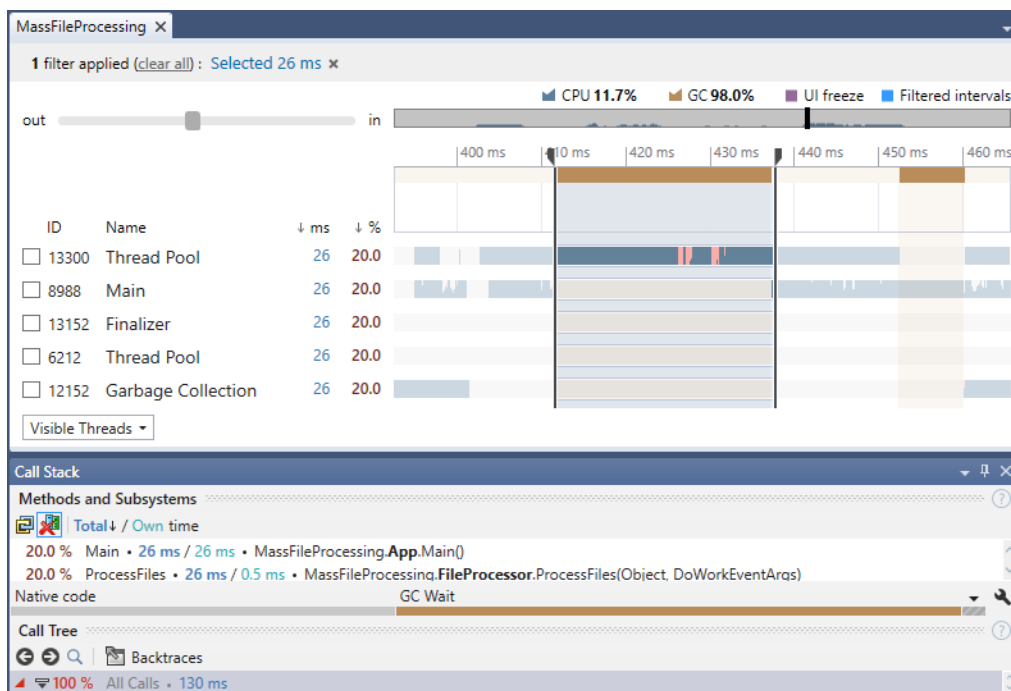 MassFileProcessing
1 filter applied (clear all) : Selected 26 ms ×
CPU 11.7% GC 98.0% UI freeze Filtered intervals
out in
400 ms 410 ms 420 ms 430 ms 440 ms 450 ms 460 ms
ID Name ↓ ms ↓ %
13300 Thread Pool 26 20.0
8988 Main 26 20.0
13152 Finalizer 26 20.0
6212 Thread Pool 26 20.0
12152 Garbage Collection 26 20.0
Visible Threads
Call Stack
Methods and Subsystems
Total↓ / Own time
20.0 % Main • 26 ms / 26 ms • MassFileProcessing.App.Main()
20.0 % ProcessFiles • 26 ms / 0.5 ms • MassFileProcessing.FileProcessor.ProcessFiles(Object, DoWorkEventArgs)
Native code GC Wait
Call Tree
Backtraces
100 % All Calls • 130 ms